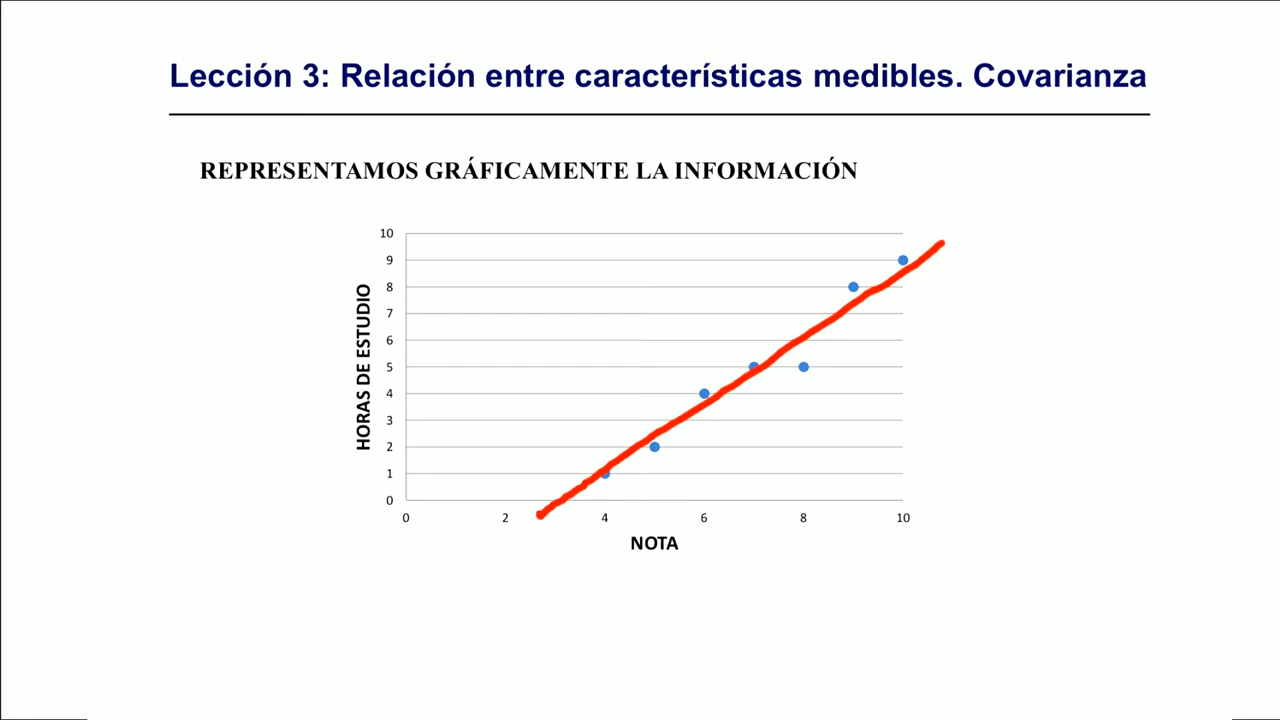 Lección 3: Relación entre características medibles. Covarianza
REPRESENTAMOS GRÁFICAMENTE LA INFORMACIÓN
HORAS DE ESTUDIO
10
9
8
7
6
5
4
3
2
1
0
0 2 4 6 8 10
NOTA